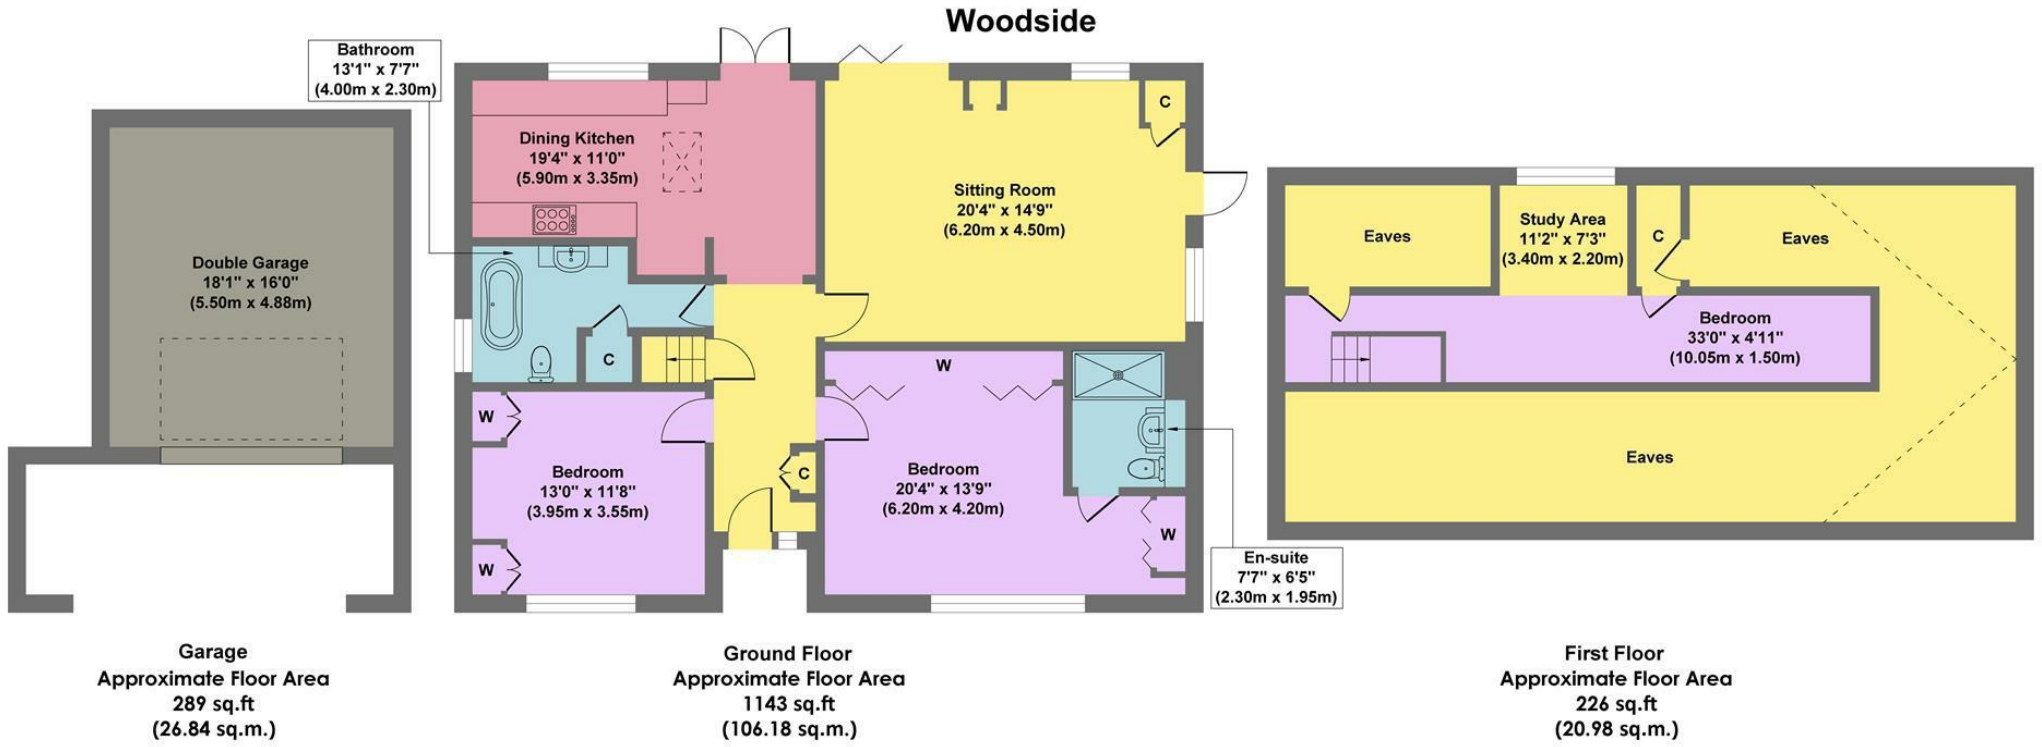 Woodside
Bathroom
13'1" x 7'7"
(4.00m x 2.30m)
Dining Kitchen
19'4" x 11'0"
(5.90m x 3.35m)
C
Sitting Room
20'4" x 14'9"
(6.20m x 4.50m)
Double Garage
18'1" x 16'0"
(5.50m x 4.88m)
C
W
W
Bedroom
13'0" x 11'8"
(3.95m x 3.55m)
W
C
Bedroom
20'4" x 13'9"
(6.20m x 4.20m)
W
En-suite
7'7" x 6'5"
(2.30m x 1.95m)
Eaves
Study Area
11'2" x 7'3"
(3.40m x 2.20m)
C
Eaves
Bedroom
33'0" x 4'11"
(10.05m x 1.50m)
Eaves
Garage
Approximate Floor Area
289 sq.ft
(26.84 sq.m.)
Ground Floor
Approximate Floor Area
1143 sq.ft
(106.18 sq.m.)
First Floor
Approximate Floor Area
226 sq.ft
(20.98 sq.m.)